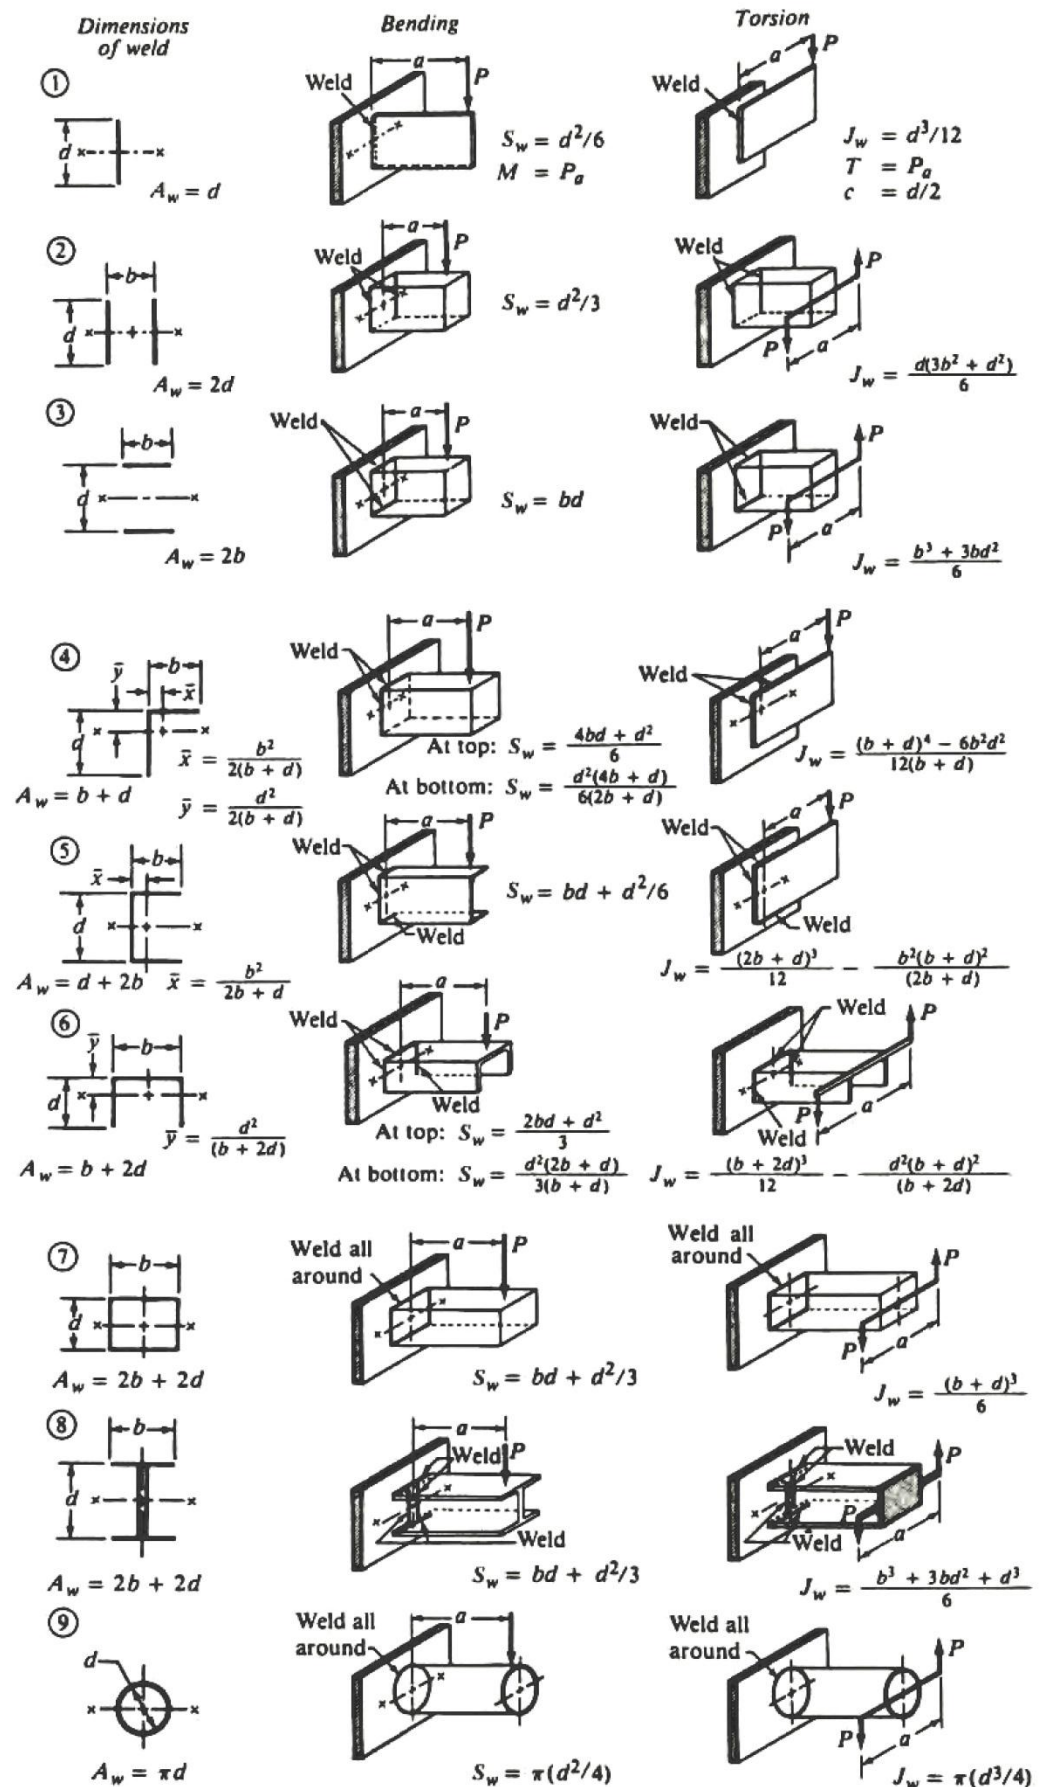 Dimensions of weld
Bending
Torsion
①
d
A_w = d
Weld
a
P
S_w = d²/6
M = P_a
Weld
a
P
J_w = d³/12
T = P_a
c = d/2
②
b
d
A_w = 2d
Weld
a
P
S_w = d²/3
Weld
P
P
a
J_w = d(3b² + d²)/6
③
b
d
A_w = 2b
Weld
a
P
S_w = bd
Weld
P
P
a
J_w = (b³ + 3bd²)/6
④
ȳ
b
x̄
d
x̄ = b²/2(b + d)
A_w = b + d
ȳ = d²/2(b + d)
Weld
a
P
At top: S_w = (4bd + d²)/6
At bottom: S_w = d²(4b + d)/6(2b + d)
Weld
a
P
J_w = ((b + d)⁴ − 6b²d²)/12(b + d)
⑤
x̄
b
d
A_w = d + 2b x̄ = b²/(2b + d)
Weld
a
P
Weld
S_w = bd + d²/6
Weld
a
P
Weld
J_w = (2b + d)³/12 − b²(b + d)²/(2b + d)
⑥
ȳ
b
d
ȳ = d²/(b + 2d)
A_w = b + 2d
Weld
a
P
Weld
At top: S_w = (2bd + d²)/3
At bottom: S_w = d²(2b + d)/3(b + d)
Weld
P
P
a
Weld
J_w = (b + 2d)³/12 − d²(b + d)²/(b + 2d)
⑦
b
d
A_w = 2b + 2d
Weld all
around
a
P
S_w = bd + d²/3
Weld all
around
P
P
a
J_w = (b + d)³/6
⑧
b
d
A_w = 2b + 2d
a
P
Weld
Weld
S_w = bd + d²/3
Weld
P
P
a
Weld
J_w = (b³ + 3bd² + d³)/6
⑨
d
A_w = πd
Weld all
around
a
P
S_w = π(d²/4)
Weld all
around
P
P
a
J_w = π(d³/4)